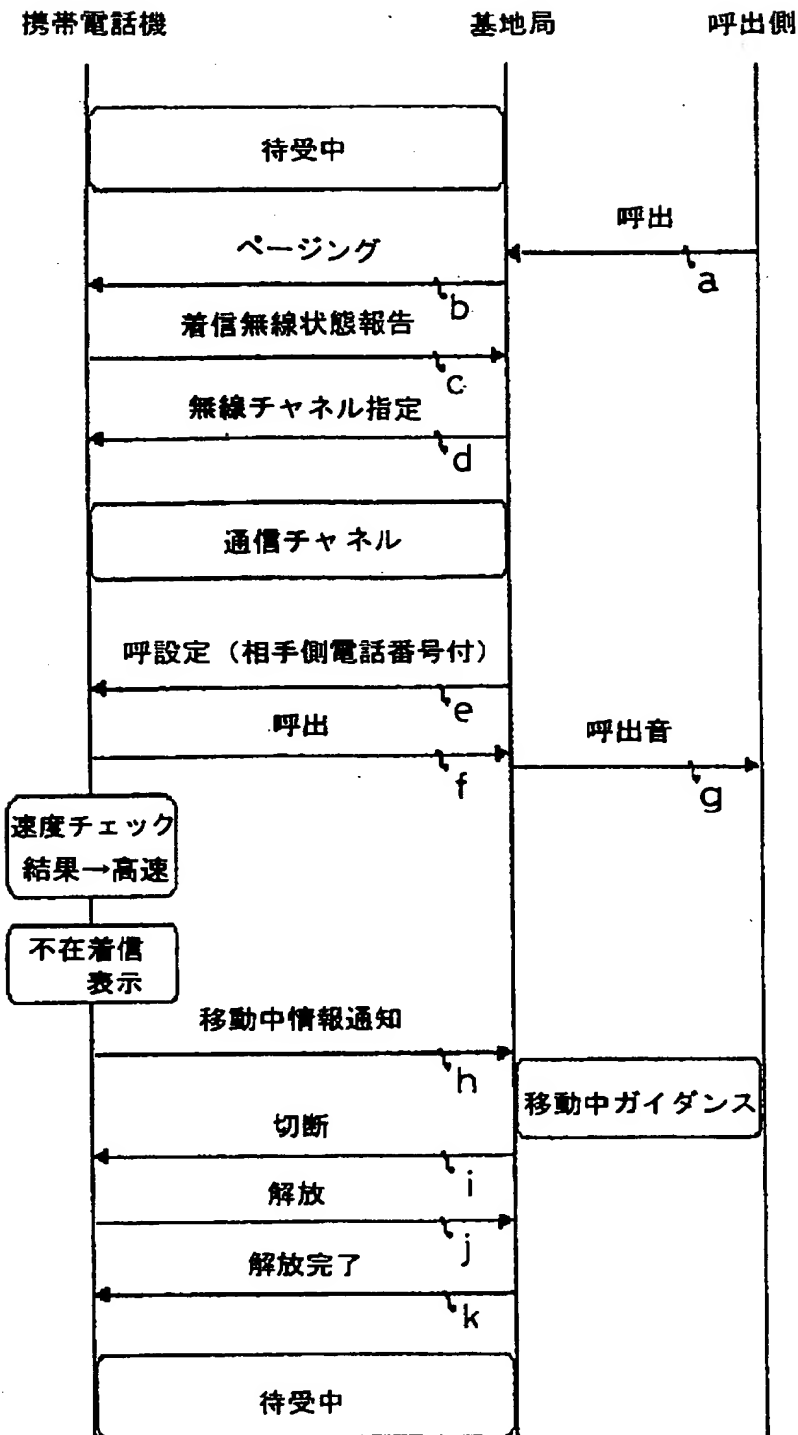 携帯電話機
基地局
呼出側
待受中
呼出
a
ページング
b
着信無線状態報告
c
無線チャネル指定
d
通信チャネル
呼設定（相手側電話番号付）
e
呼出
f
呼出音
g
速度チェック
結果→高速
不在着信
表示
移動中情報通知
h
移動中ガイダンス
切断
i
解放
j
解放完了
k
待受中